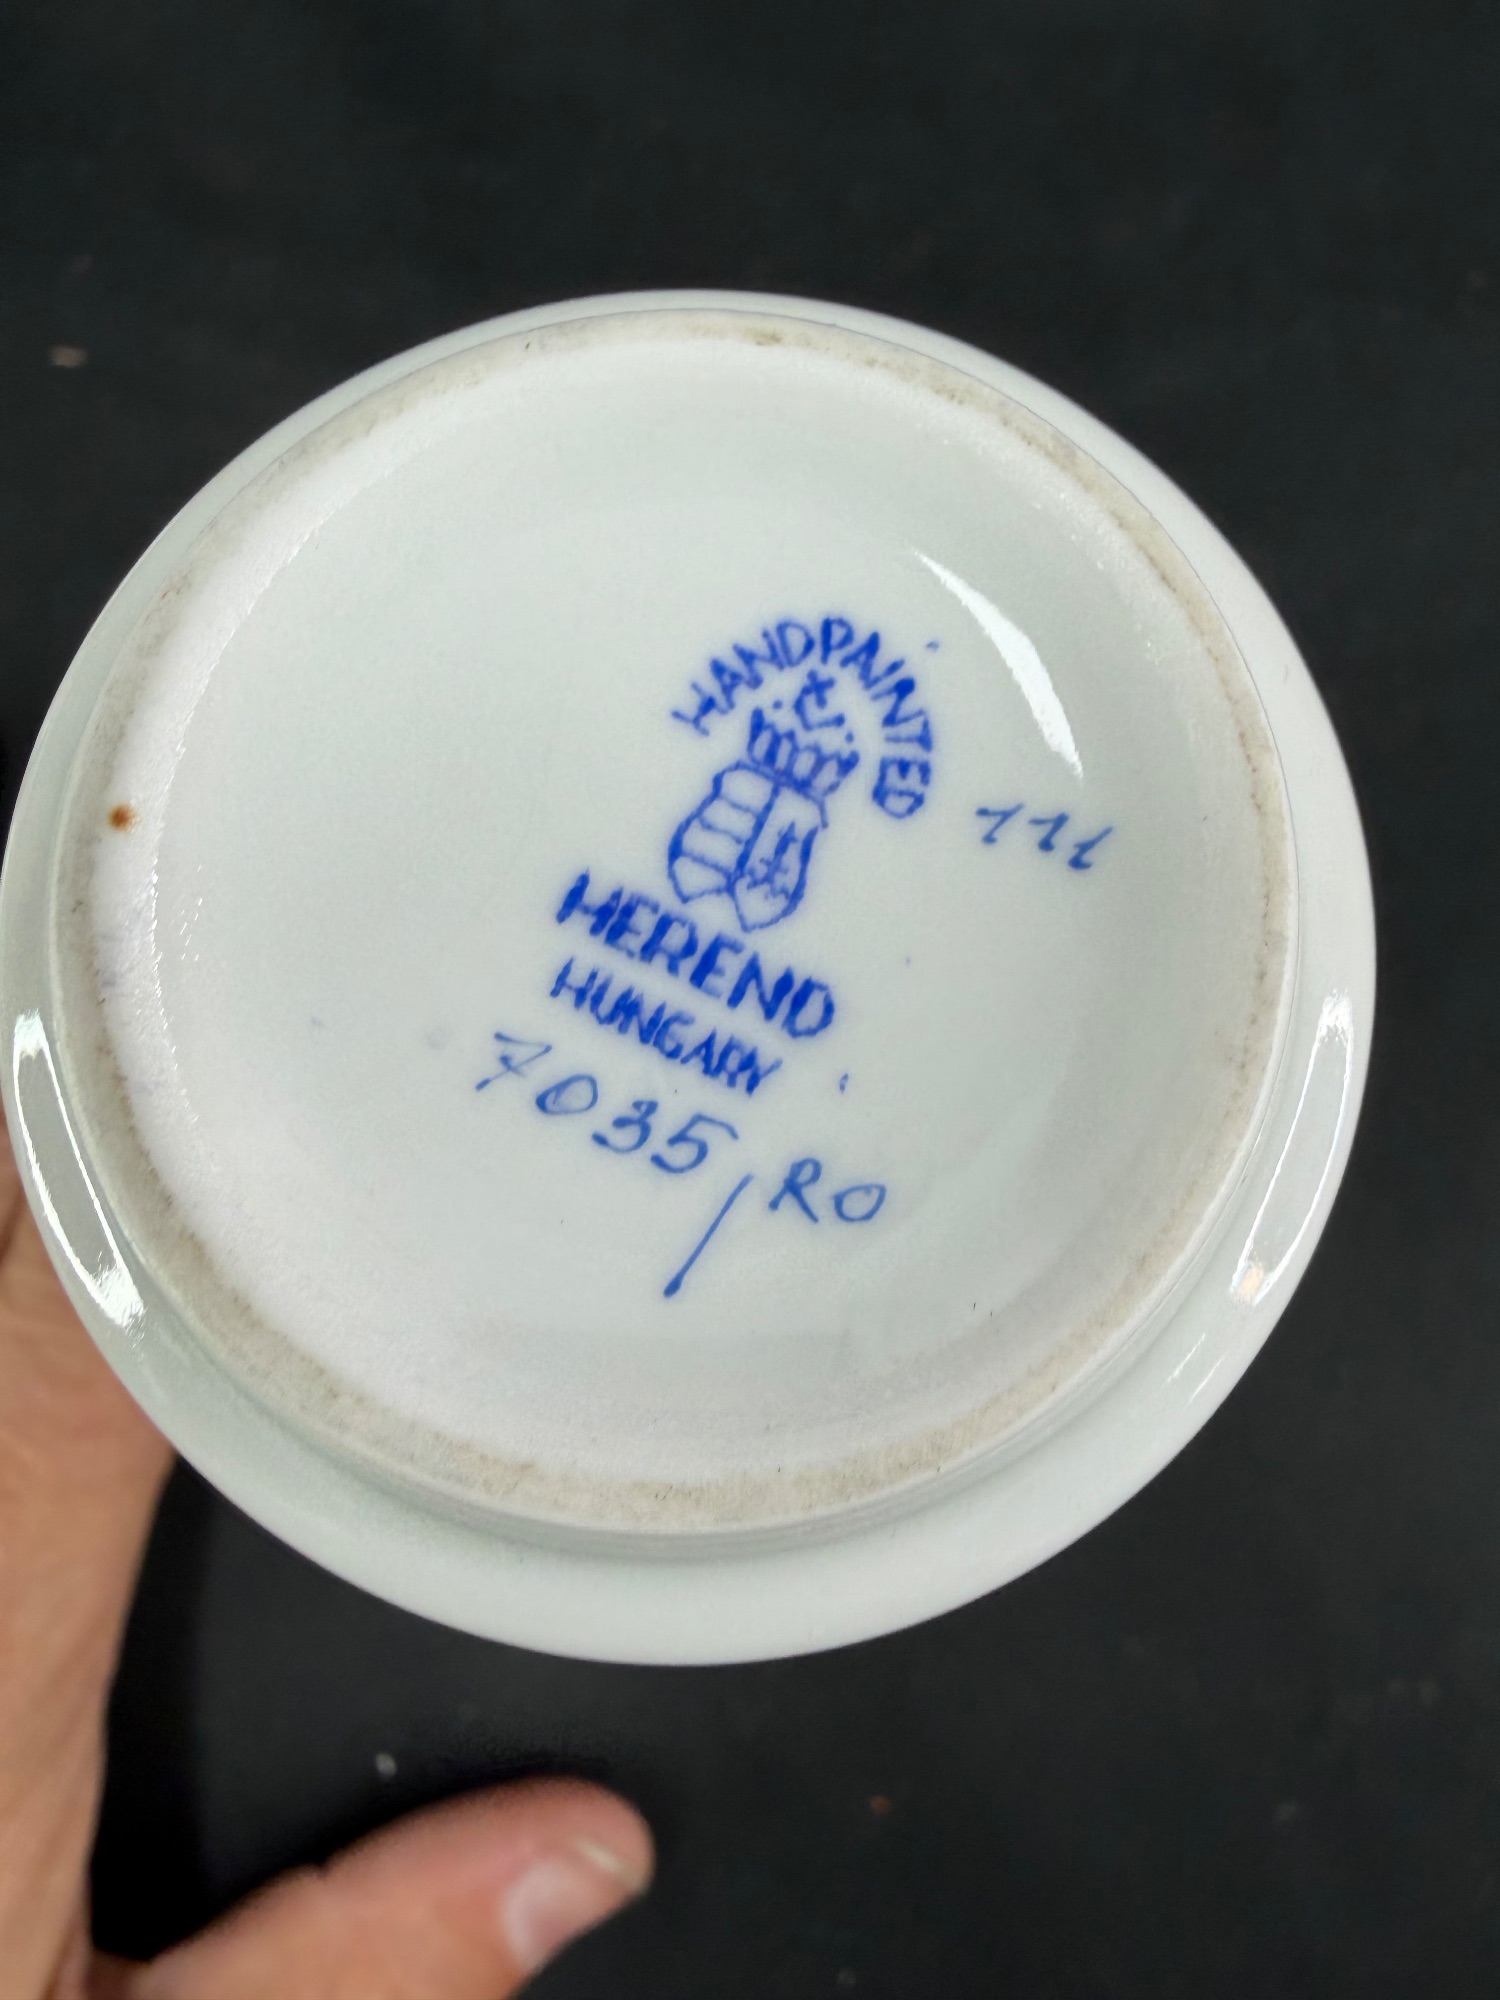 HANDPAINTED
111
HEREND
HUNGARY
7035/RO